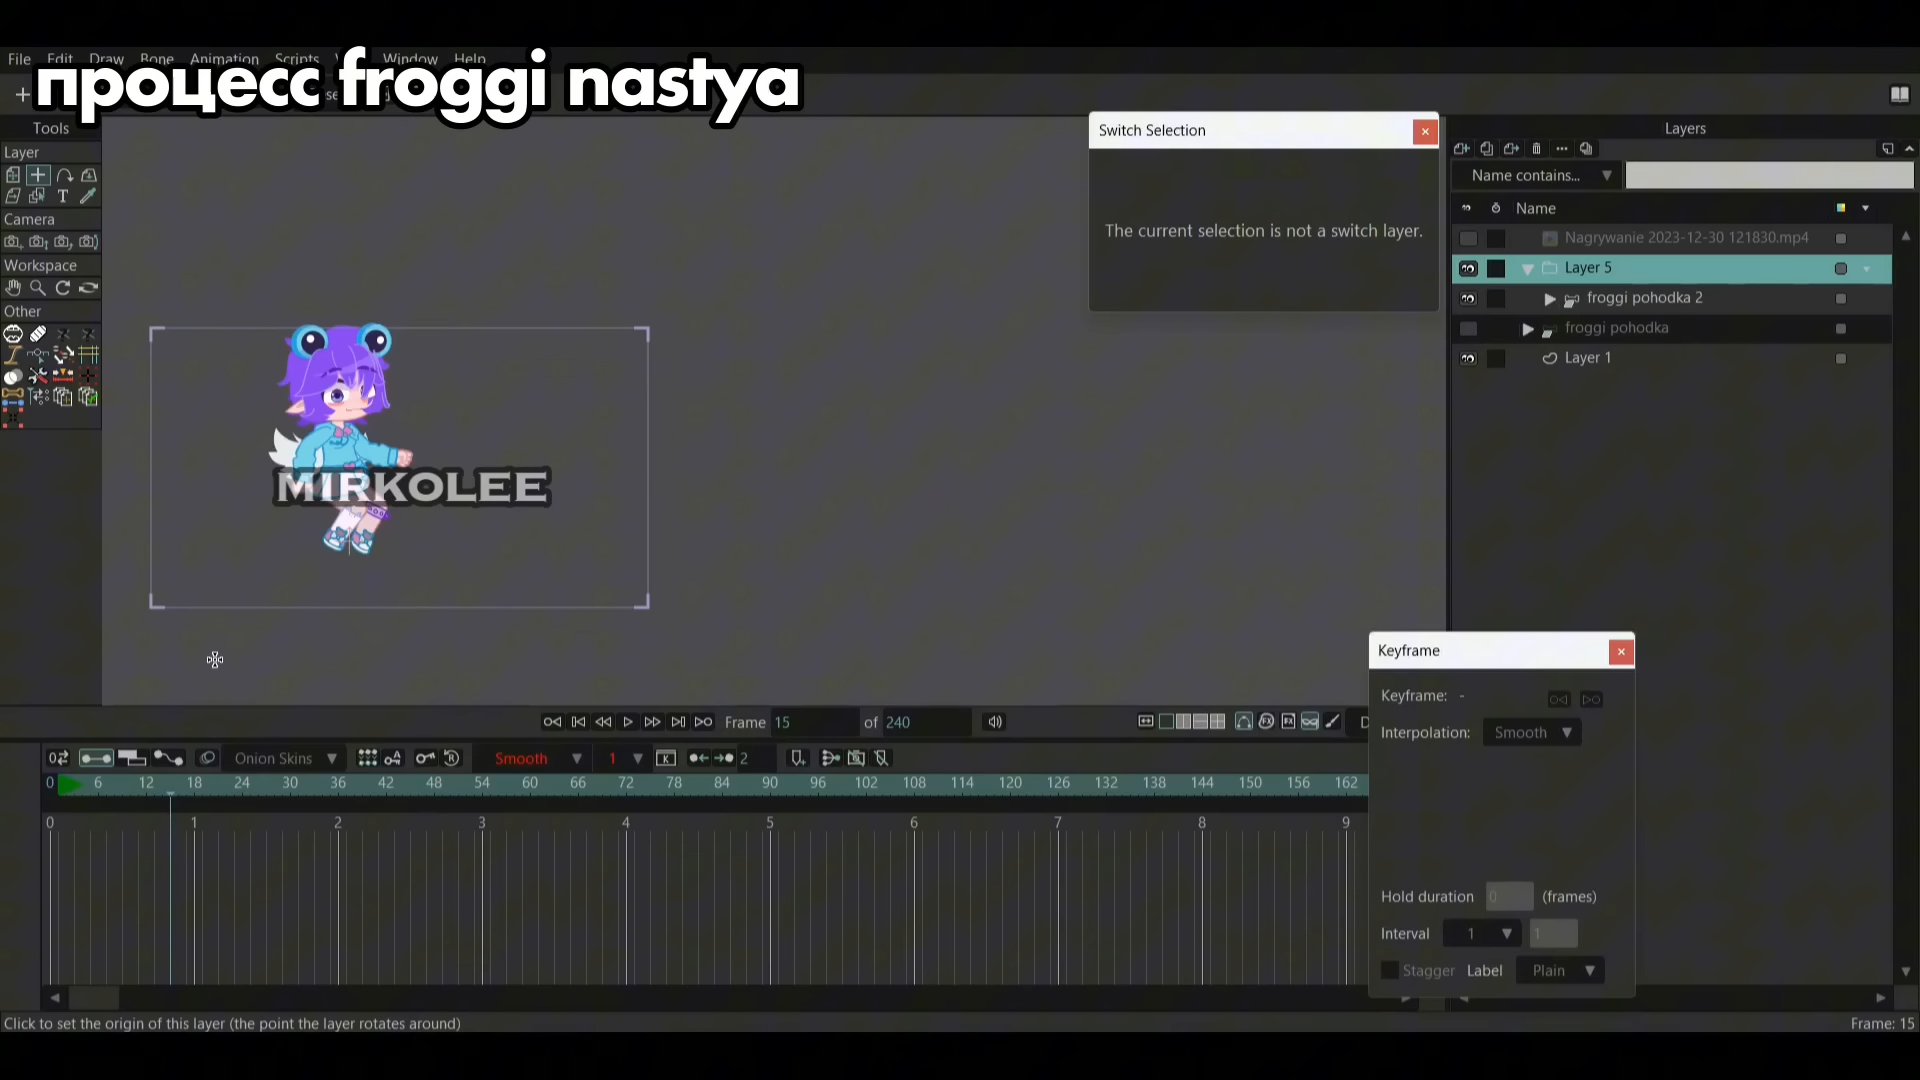 File Edit Draw Bone Animation Scripts Window Help
процесс froggi nastya
Tools
Layer
Camera
Workspace
Other
MIRKOLEE
Switch Selection
The current selection is not a switch layer.
Layers
Name contains...
Name
Nagrywanie 2023-12-30 121830.mp4
Layer 5
froggi pohodka 2
froggi pohodka
Layer 1
Keyframe
Keyframe: -
Interpolation: Smooth
Hold duration 0 (frames)
Interval 1 1
Stagger Label Plain
Frame 15 of 240
Onion Skins Smooth 1 2
0 6 12 18 24 30 36 42 48 54 60 66 72 78 84 90 96 102 108 114 120 126 132 138 144 150 156 162
0 1 2 3 4 5 6 7 8 9
Click to set the origin of this layer (the point the layer rotates around)
Frame: 15